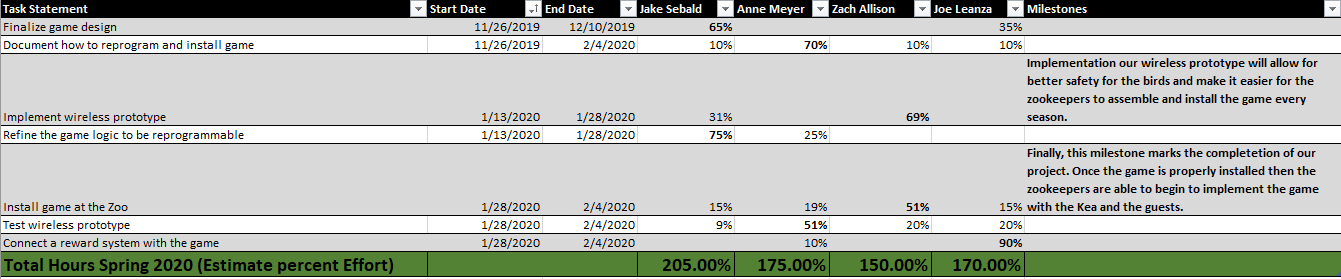 Task Statement Start Date End Date Jake Sebald Anne Meyer Zach Allison Joe Leanza Milestones
Finalize game design 11/26/2019 12/10/2019 65% 35%
Document how to reprogram and install game 11/26/2019 2/4/2020 10% 70% 10% 10%
Implementation our wireless prototype will allow for
better safety for the birds and make it easier for the
zookeepers to assemble and install the game every
Implement wireless prototype 1/13/2020 1/28/2020 31% 69% season.
Refine the game logic to be reprogrammable 1/13/2020 1/28/2020 75% 25%
Finally, this milestone marks the completetion of our
project. Once the game is properly installed then the
zookeepers are able to begin to implement the game
Install game at the Zoo 1/28/2020 2/4/2020 15% 19% 51% 15% with the Kea and the guests.
Test wireless prototype 1/28/2020 2/4/2020 9% 51% 20% 20%
Connect a reward system with the game 1/28/2020 2/4/2020 10% 90%
Total Hours Spring 2020 (Estimate percent Effort) 205.00% 175.00% 150.00% 170.00%